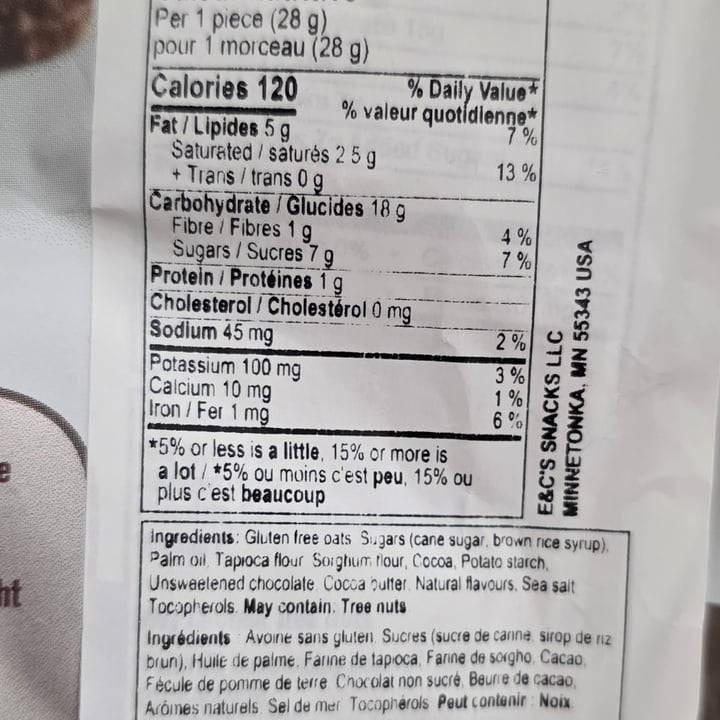 Per 1 piece (28 g)
pour 1 morceau (28 g)
Calories 120
% Daily Value*
% valeur quotidienne*
Fat / Lipides 5 g
7 %
Saturated / saturés 2 5 g
+ Trans / trans 0 g
13 %
Carbohydrate / Glucides 18 g
Fibre / Fibres 1 g
4 %
Sugars / Sucres 7 g
7 %
Protein / Protéines 1 g
Cholesterol / Cholestérol 0 mg
Sodium 45 mg
2 %
Potassium 100 mg
3 %
Calcium 10 mg
1 %
Iron / Fer 1 mg
6 %
*5% or less is a little, 15% or more is
a lot / *5% ou moins c'est peu, 15% ou
plus c'est beaucoup
E&C'S SNACKS LLC
MINNETONKA, MN 55343 USA
Ingredients: Gluten free oats Sugars (cane sugar, brown rice syrup),
Palm oil, Tapioca flour Sorghum flour, Cocoa, Potato starch,
Unsweetened chocolate, Cocoa butter, Natural flavours, Sea salt
Tocopherols. May contain: Tree nuts
Ingrédients : Avoine sans gluten, Sucres (sucre de canne, sirop de riz
brun), Huile de palme, Farine de tapioca, Farine de sorgho, Cacao,
Fécule de pomme de terre Chocolat non sucré, Beurre de cacao,
Arômes naturels, Sel de mer Tocophérols Peut contenir : Noix
e
ht